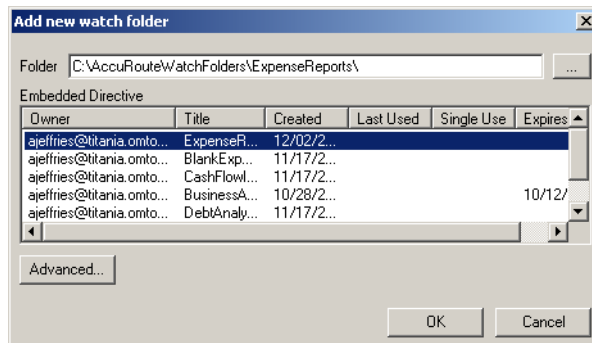 Add new watch folder
Folder C:\AccuRouteWatchFolders\ExpenseReports\ ...
Embedded Directive
Owner Title Created Last Used Single Use Expires
ajeffries@titania.omto... ExpenseR... 12/02/2...
ajeffries@titania.omto... BlankExp... 11/17/2...
ajeffries@titania.omto... CashFlowI... 11/17/2...
ajeffries@titania.omto... BusinessA... 10/28/2... 10/12/
ajeffries@titania.omto... DebtAnaly... 11/17/2...
Advanced...
OK Cancel